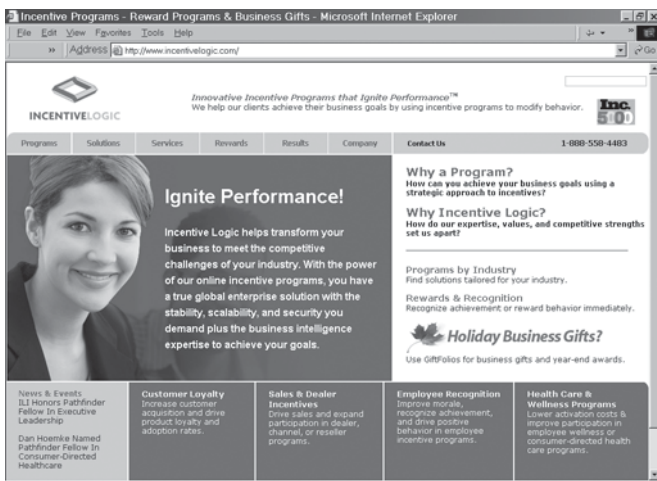 Incentive Programs - Reward Programs & Business Gifts - Microsoft Internet Explorer
File Edit View Favorites Tools Help
Address http://www.incentivelogic.com/ Go
INCENTIVELOGIC
Innovative Incentive Programs that Ignite Performance™
We help our clients achieve their business goals by using incentive programs to modify behavior.
Inc.
500
Programs Solutions Services Rewards Results Company Contact Us 1-888-550-4483
Ignite Performance!
Incentive Logic helps transform your
business to meet the competitive
challenges of your industry. With the power
of our online incentive programs, you have
a true global enterprise solution with the
stability, scalability, and security you
demand plus the business intelligence
expertise to achieve your goals.
Why a Program?
How can you achieve your business goals using a
strategic approach to incentives?
Why Incentive Logic?
How do our expertise, values, and competitive strengths
set us apart?
Programs by Industry
Find solutions tailored for your industry.
Rewards & Recognition
Recognize achievement or reward behavior immediately.
Holiday Business Gifts?
Use GiftFolios for business gifts and year-end awards.
News & Events
ILI Honors Pathfinder
Fellow In Executive
Leadership
Dan Hoemke Named
Pathfinder Fellow In
Consumer-Directed
Healthcare
Customer Loyalty
Increase customer
acquisition and drive
product loyalty and
adoption rates.
Sales & Dealer
Incentives
Drive sales and expand
participation in dealer,
channel, or reseller
programs.
Employee Recognition
Improve morale,
recognize achievement,
and drive positive
behavior in employee
incentive programs.
Health Care &
Wellness Programs
Lower activation costs &
improve participation in
employee wellness or
consumer-directed health
care programs.